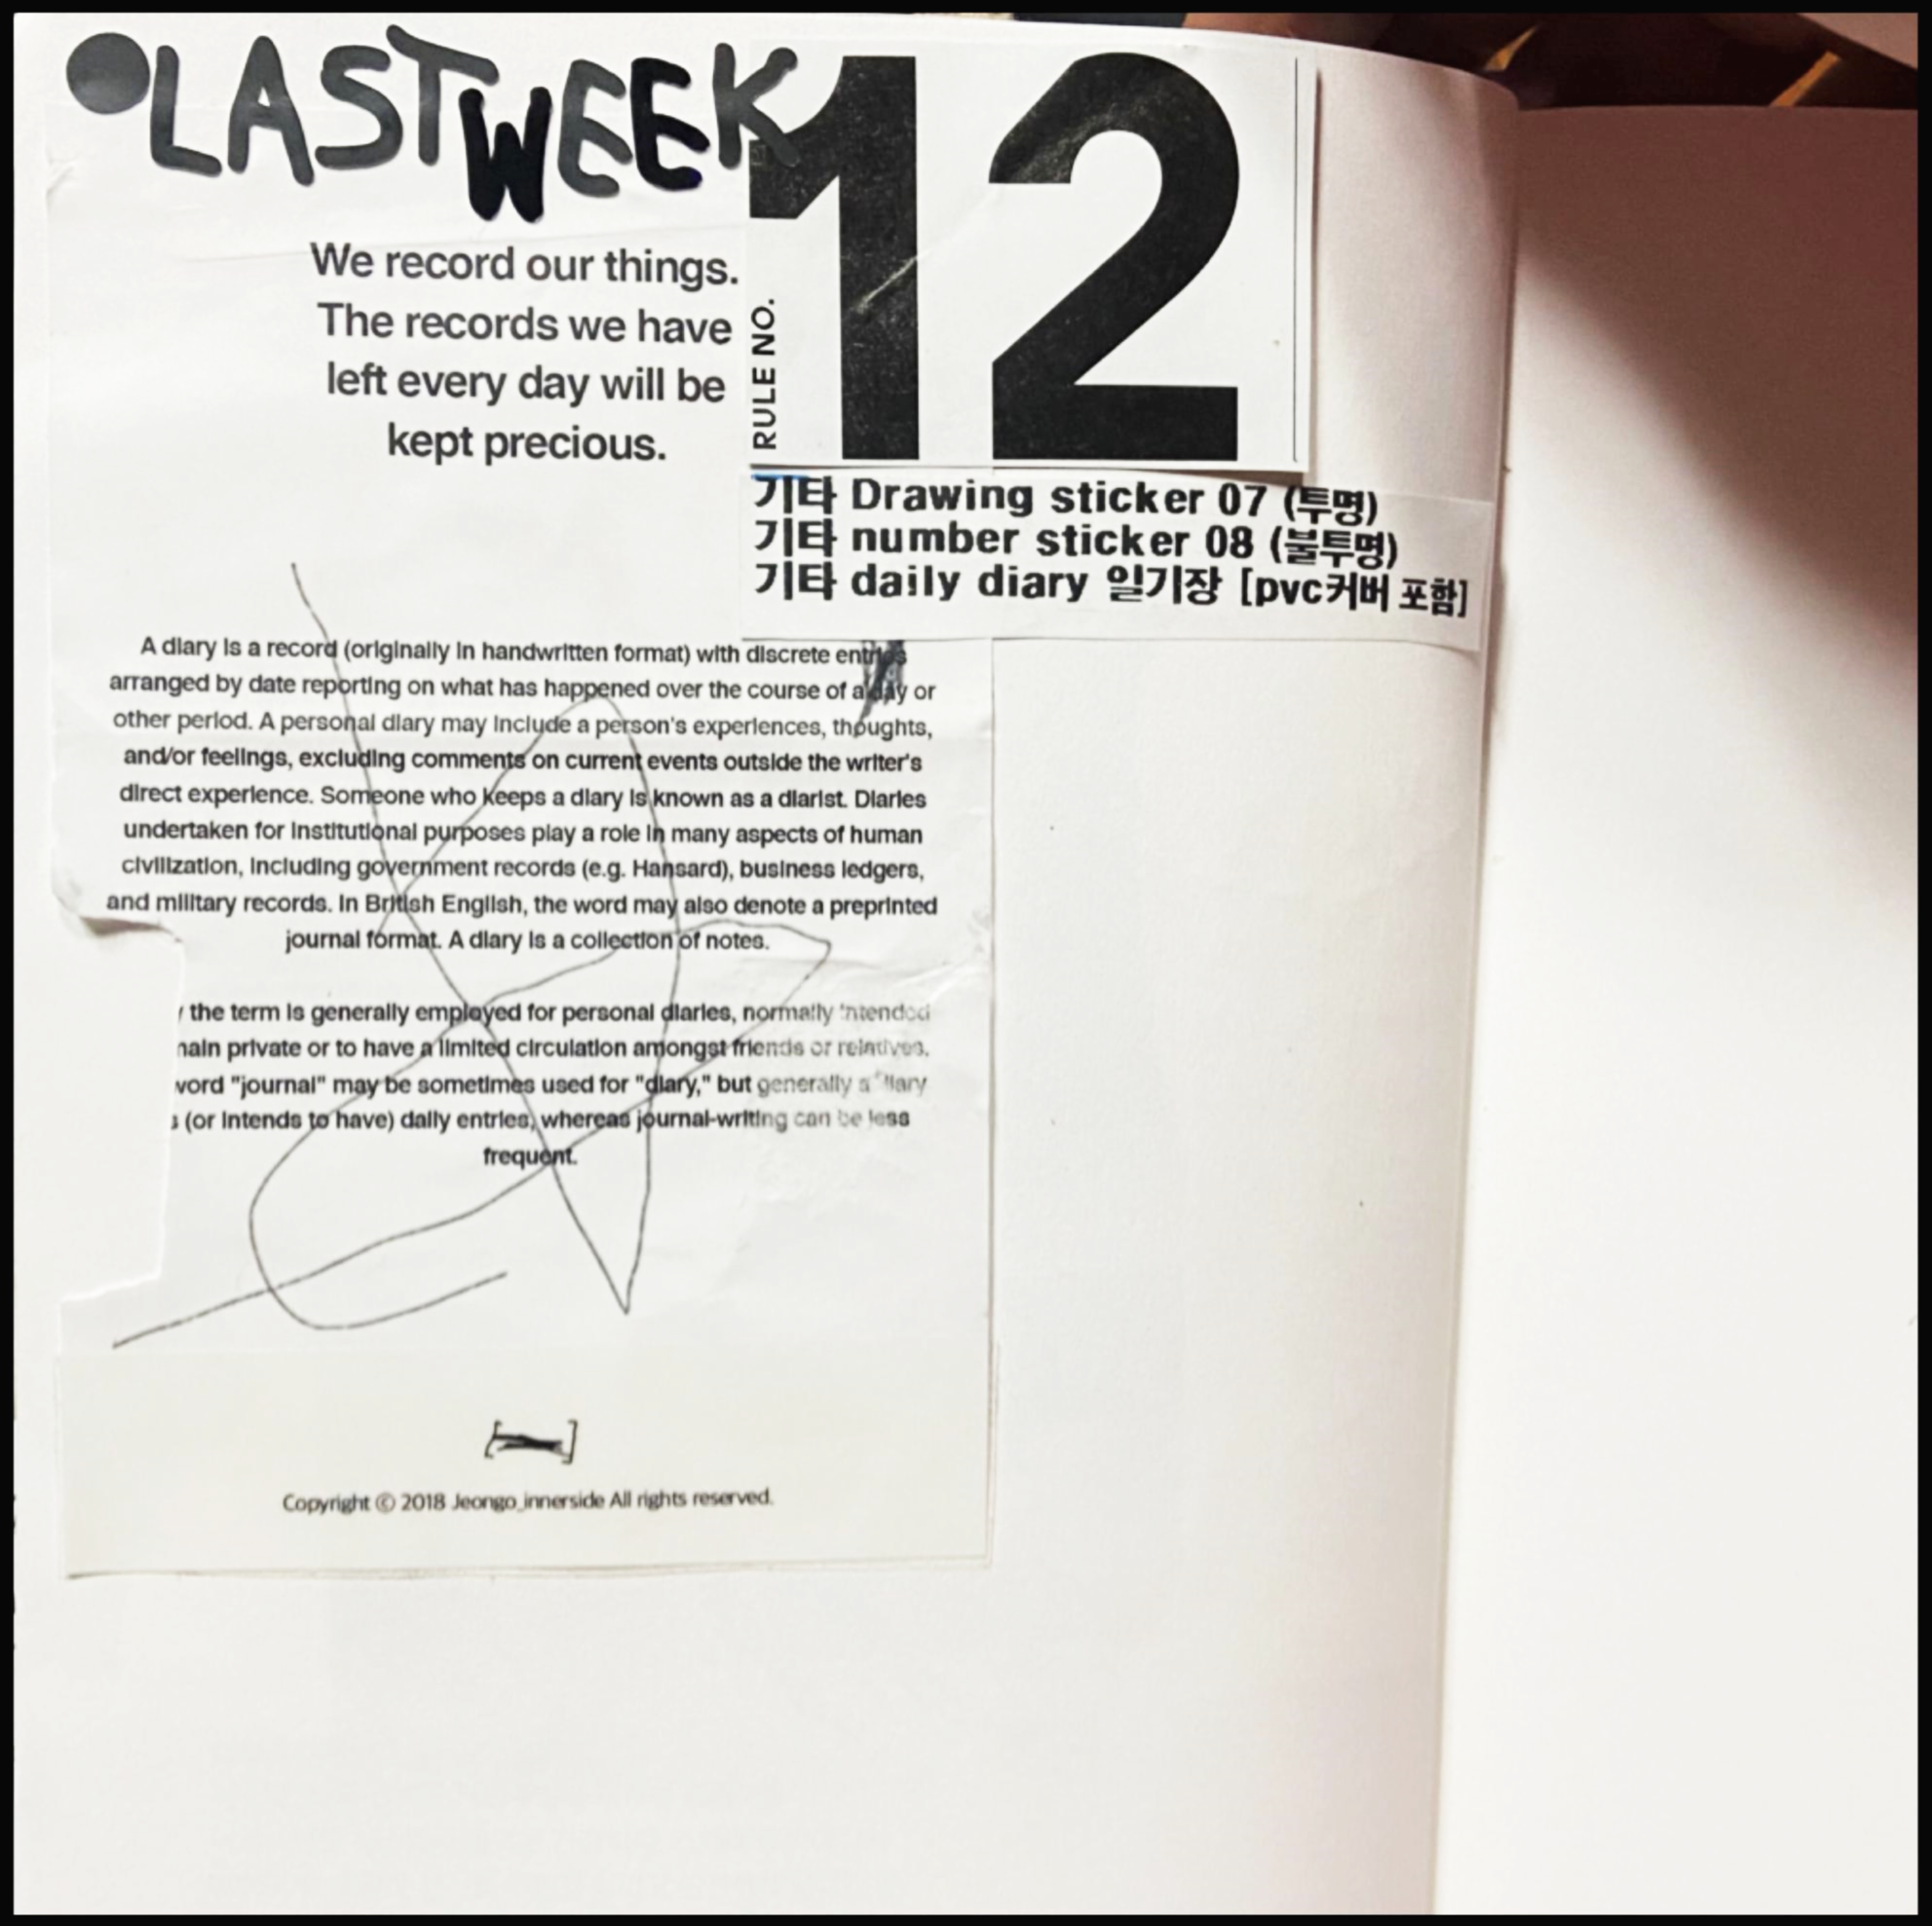 LAST WEEK
12
RULE NO.
We record our things.
The records we have
left every day will be
kept precious.
기타 Drawing sticker 07 (투명)
기타 number sticker 08 (불투명)
기타 daily diary 일기장 [pvc커버 포함]
A diary is a record (originally in handwritten format) with discrete entries
arranged by date reporting on what has happened over the course of a day or
other period. A personal diary may include a person's experiences, thoughts,
and/or feelings, excluding comments on current events outside the writer's
direct experience. Someone who keeps a diary is known as a diarist. Diaries
undertaken for institutional purposes play a role in many aspects of human
civilization, including government records (e.g. Hansard), business ledgers,
and military records. In British English, the word may also denote a preprinted
journal format. A diary is a collection of notes.
the term is generally employed for personal diaries, normally intended
private or to have a limited circulation amongst friends or relatives.
"journal" may be sometimes used for "diary," but generally a diary
(or intends to have) daily entries, whereas journal-writing can be less
frequent.
Copyright © 2018 Jeongo_innerside All rights reserved.